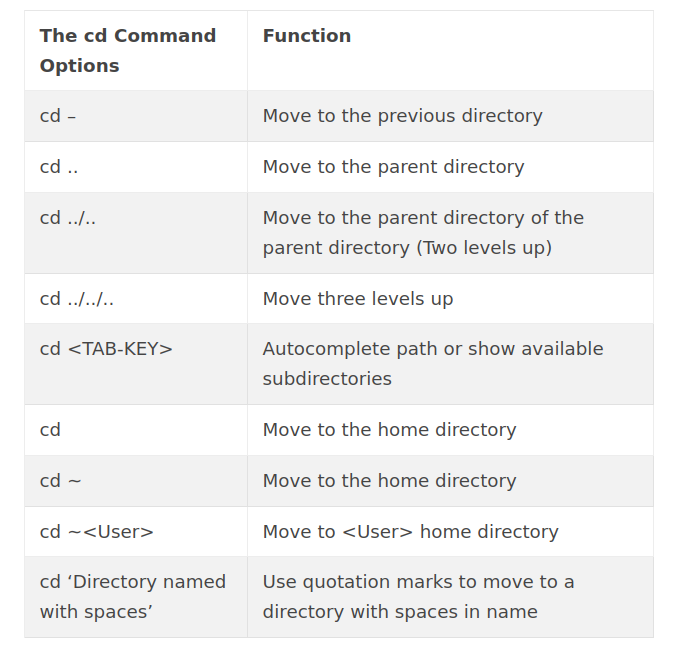 The cd Command Function
Options
cd – Move to the previous directory
cd .. Move to the parent directory
cd ../.. Move to the parent directory of the
parent directory (Two levels up)
cd ../../.. Move three levels up
cd <TAB-KEY> Autocomplete path or show available
subdirectories
cd Move to the home directory
cd ~ Move to the home directory
cd ~<User> Move to <User> home directory
cd ‘Directory named Use quotation marks to move to a
with spaces’ directory with spaces in name